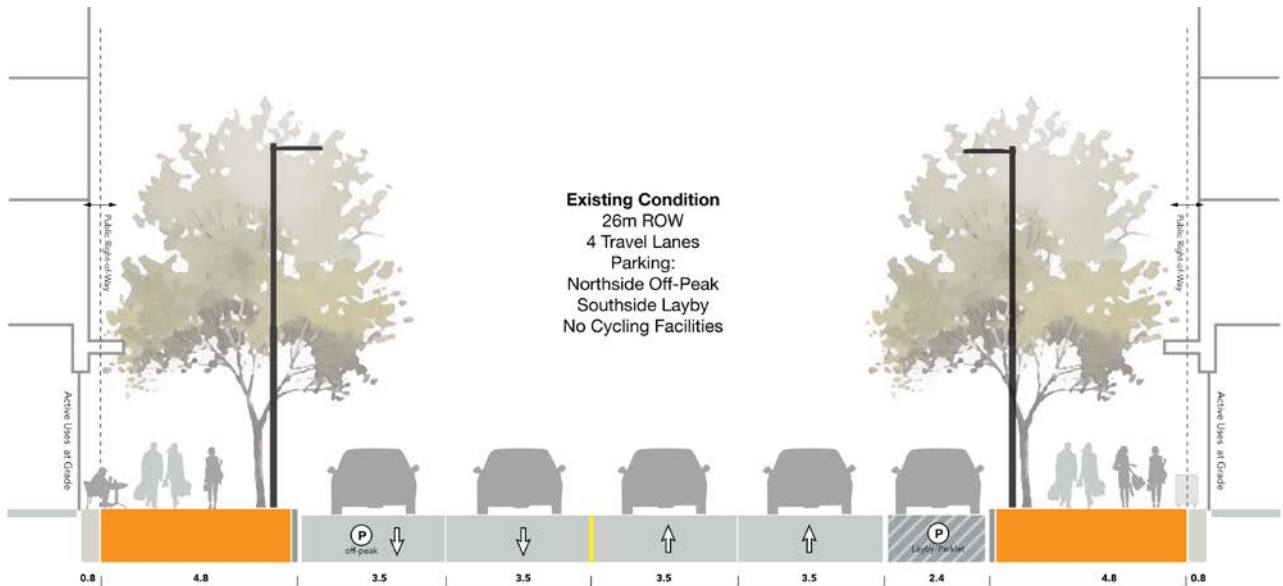 Existing Condition
26m ROW
4 Travel Lanes
Parking:
Northside Off-Peak
Southside Layby
No Cycling Facilities
Public Right-of-Way
Public Right-of-Way
Active Uses at Grade
Active Uses at Grade
P
off-peak
P
Layby/Parklet
0.8
4.8
3.5
3.5
3.5
3.5
2.4
4.8
0.8